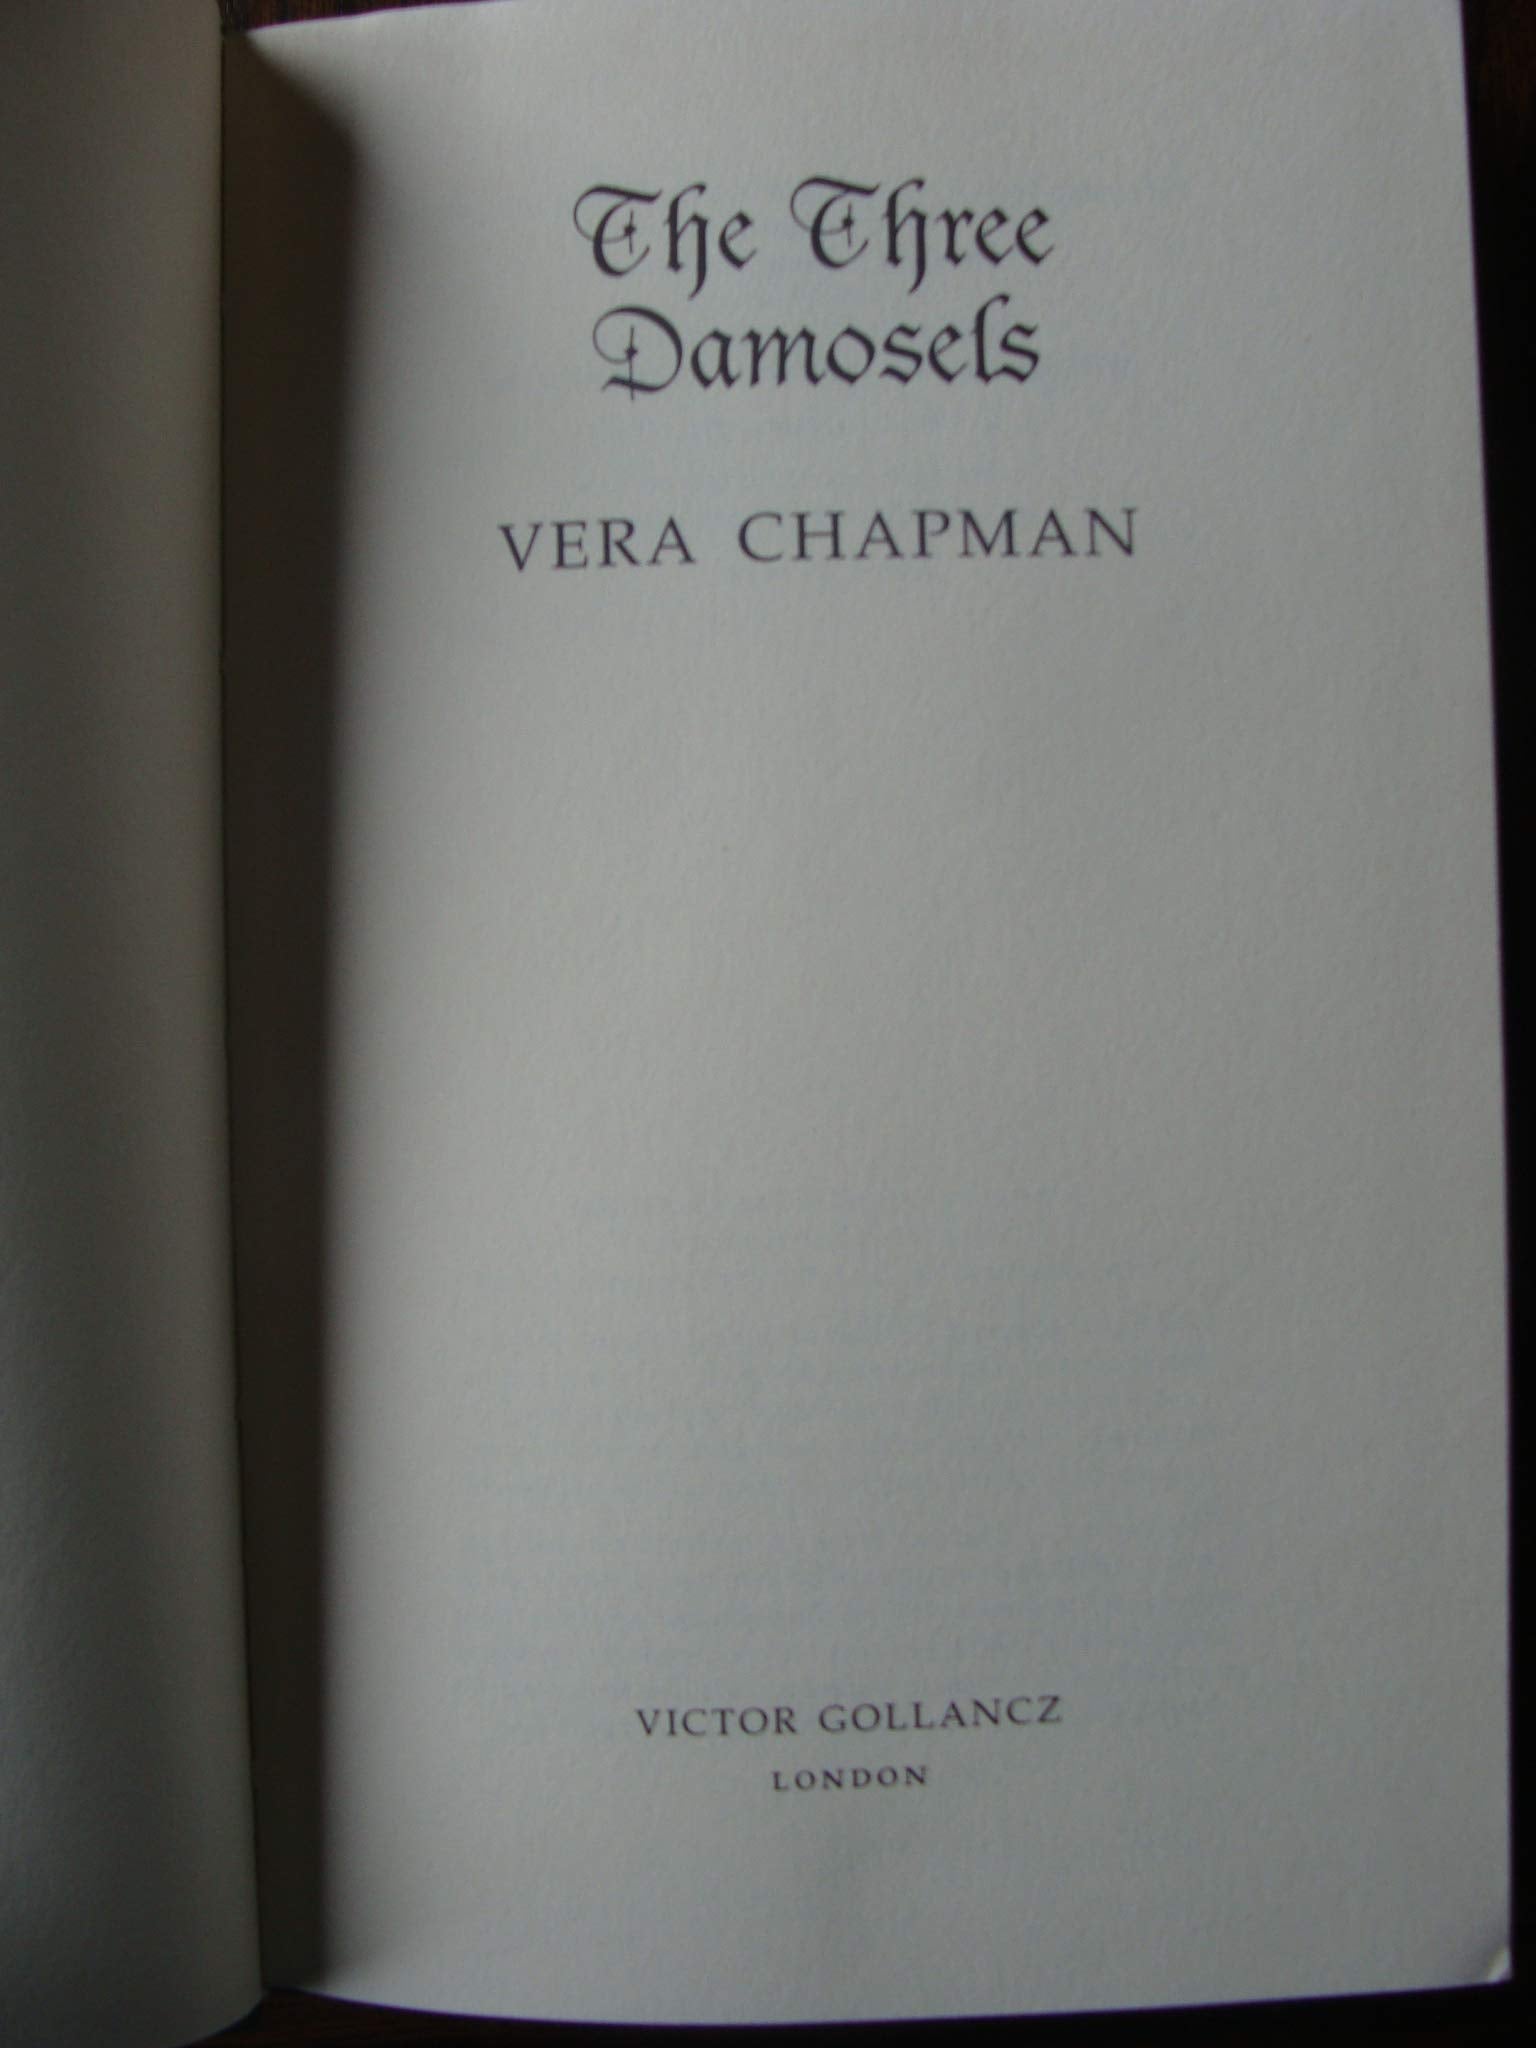 The Three
Damosels
VERA CHAPMAN
VICTOR GOLLANCZ
LONDON